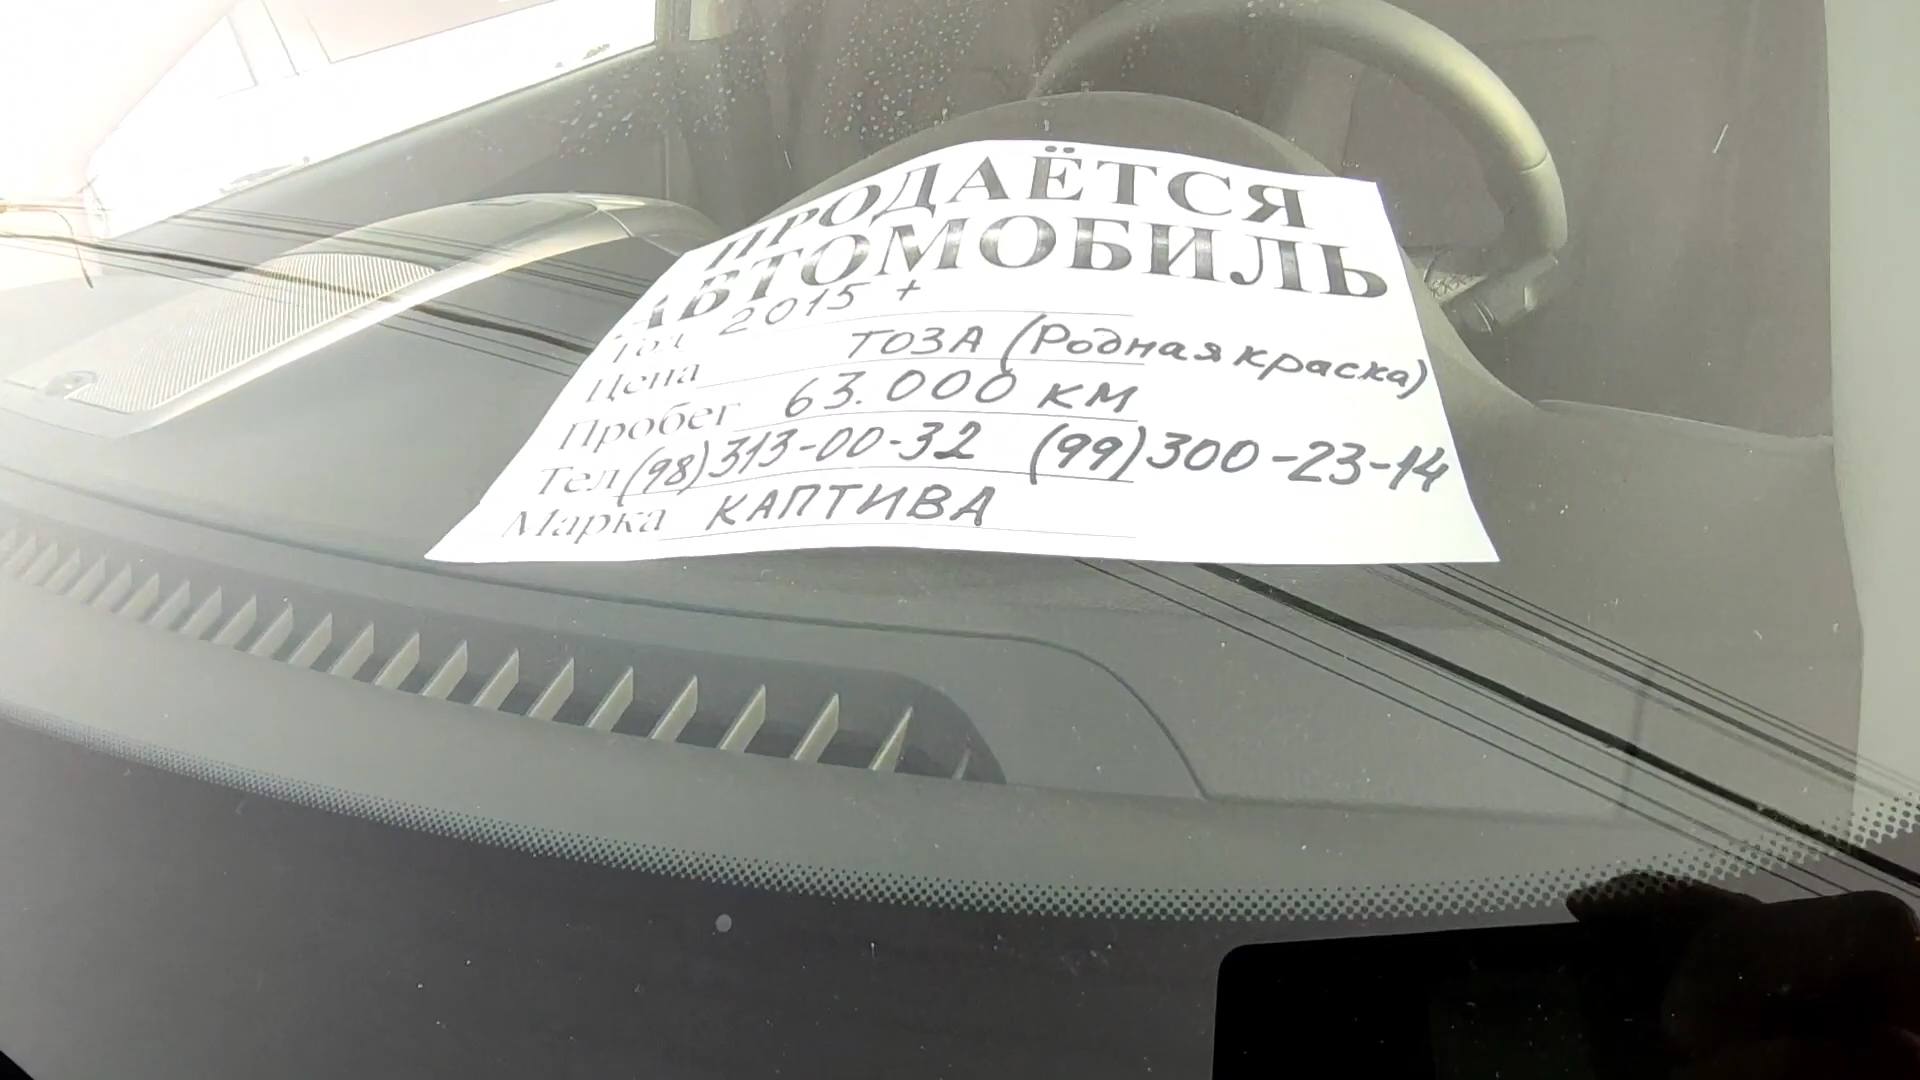 ПРОДАЁТСЯ
АВТОМОБИЛЬ
Год 2015 +
Цена ТОЗА (Родная краска)
Пробег 63.000 км
Тел (98) 313-00-32 (99) 300-23-14
Марка КАПТИВА